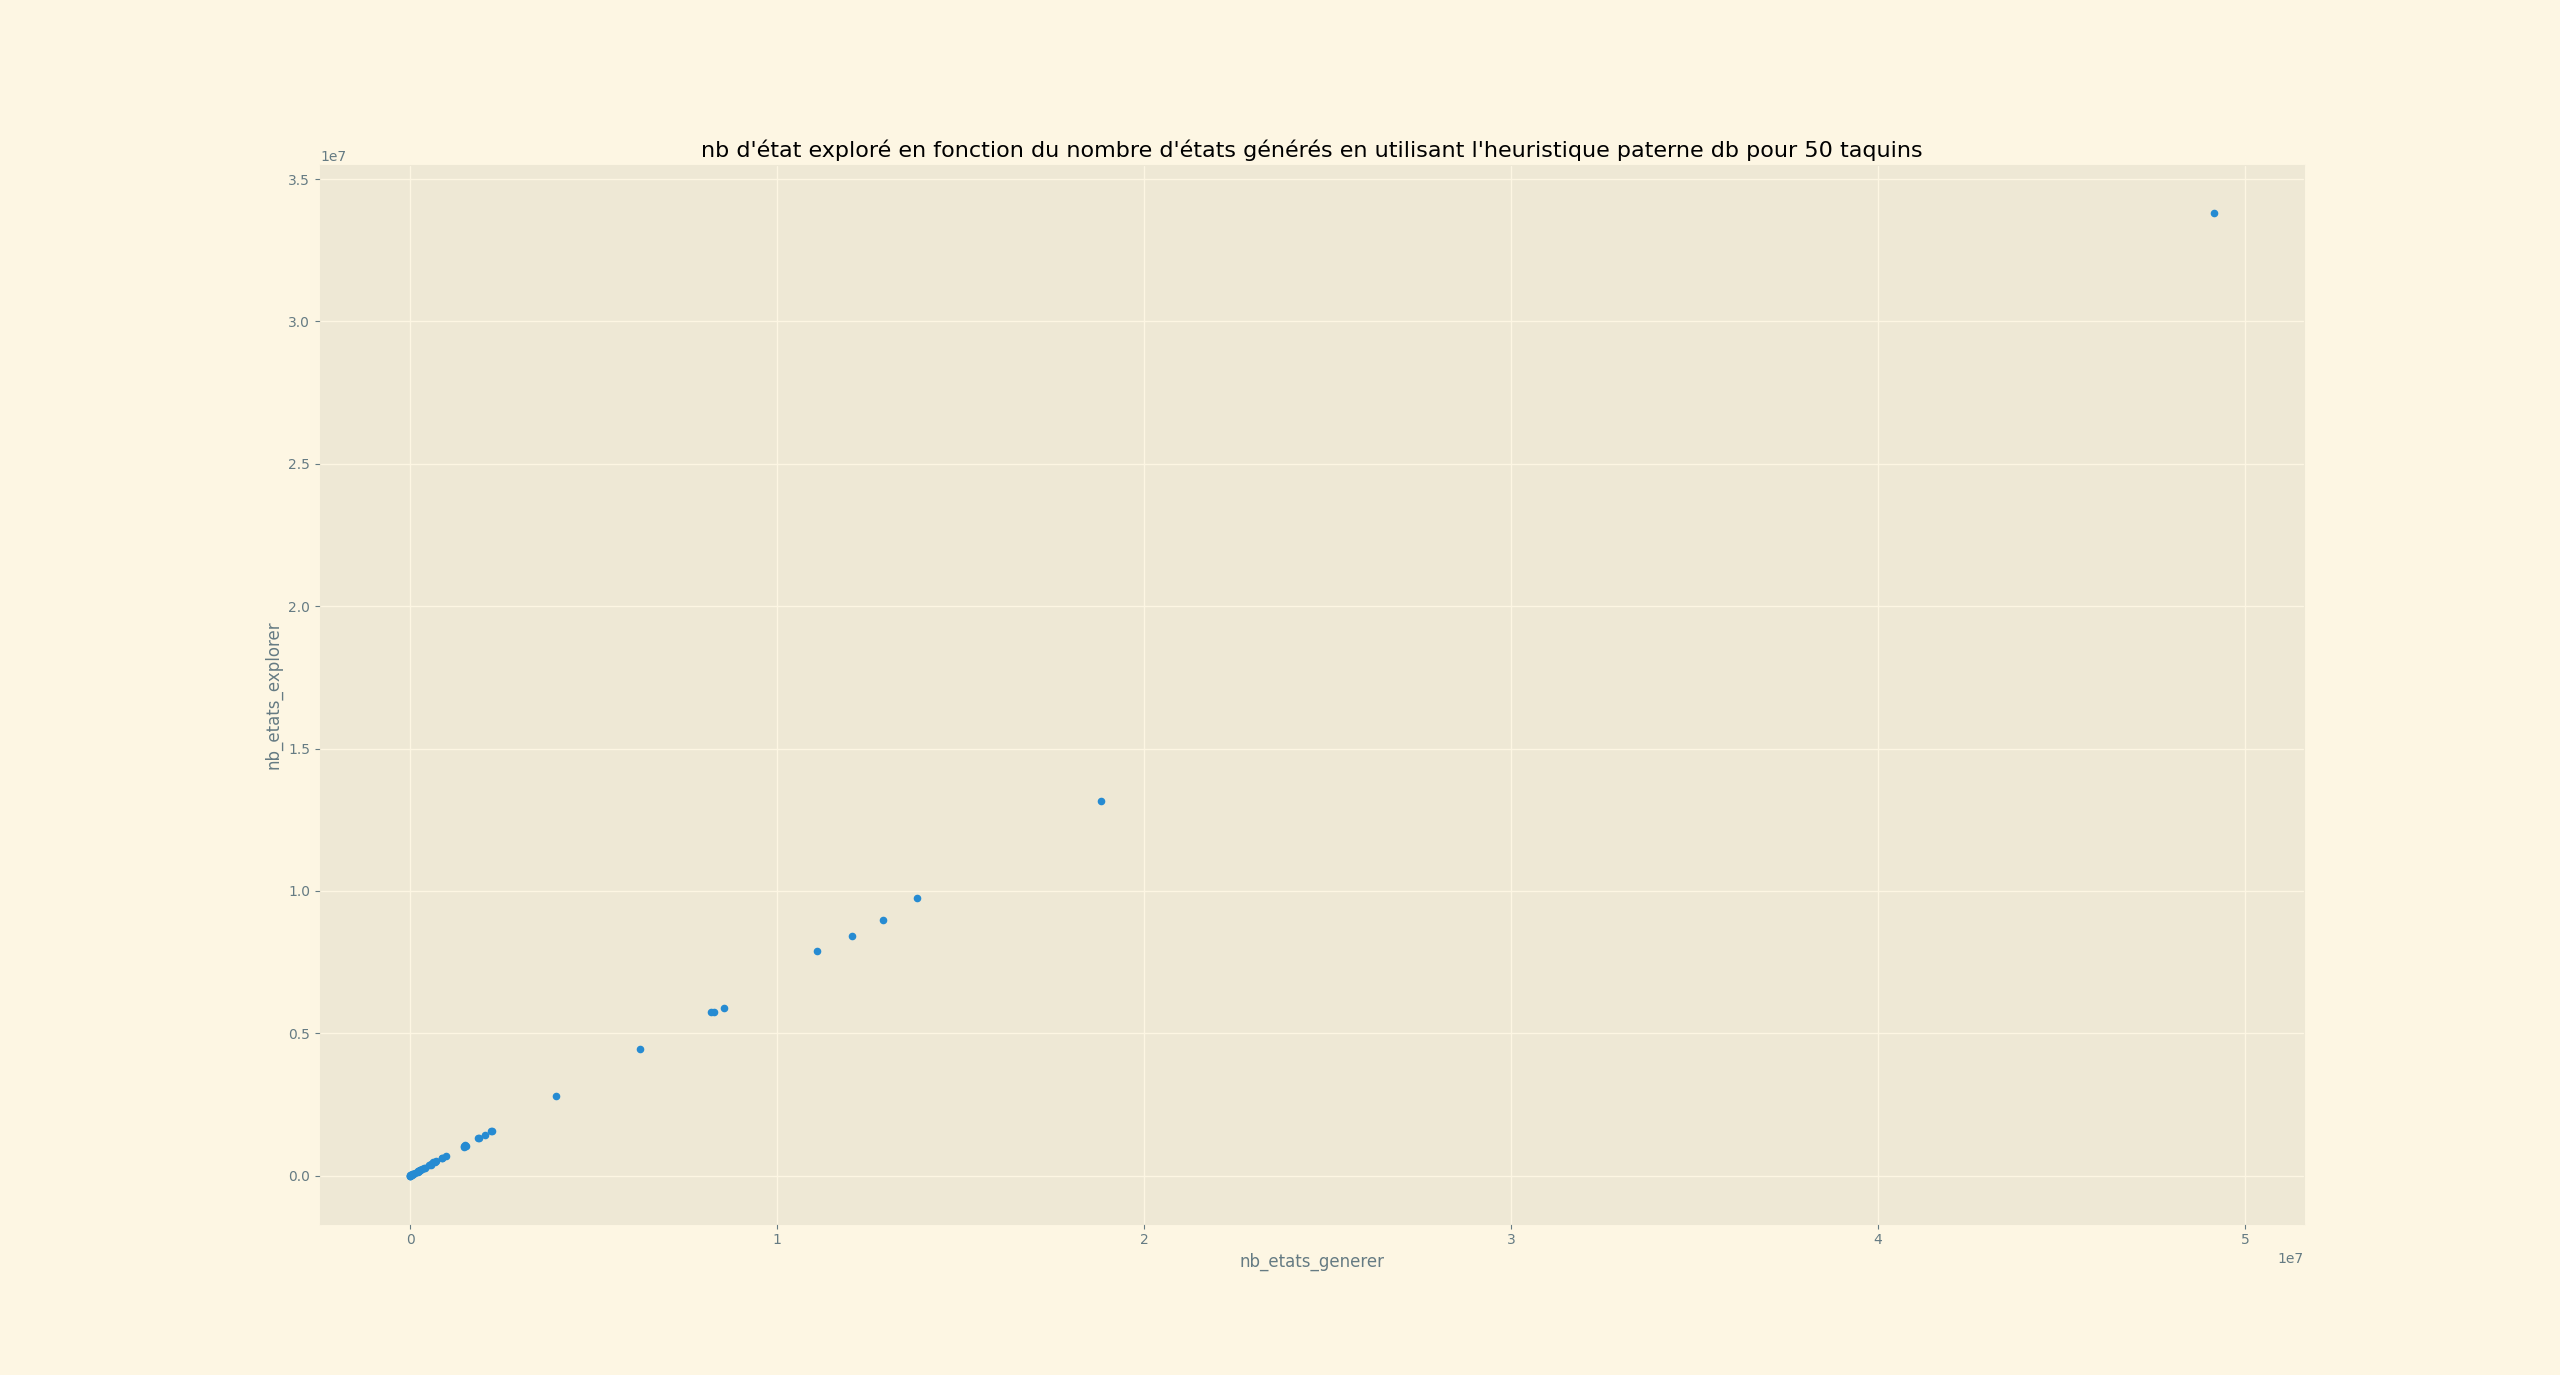 nb d'état exploré en fonction du nombre d'états générés en utilisant l'heuristique paterne db pour 50 taquins
1e7
3.5
3.0
2.5
2.0
1.5
1.0
0.5
0.0
nb_etats_explorer
0 1 2 3 4 5
1e7
nb_etats_generer